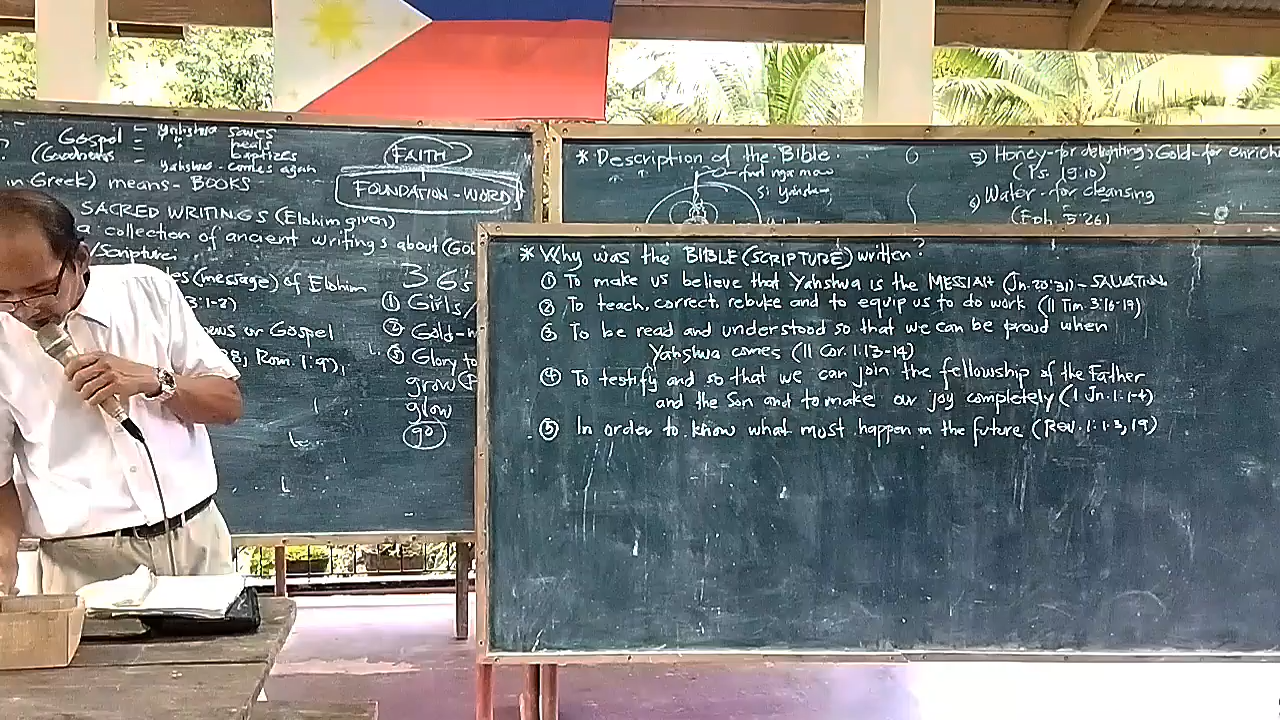 Gospel = Yahshua saves
(Goodnews = " heals
baptizes
Yahshua - comes again
in Greek) means - BOOKS
SACRED WRITINGS (Elohim given)
a collection of ancient writings about (Go
/Scripture
(message) of Elohim
3:1-2)
ews or Gospel
Rom. 1:9),
FAITH
FOUNDATION - WORD
3 G's
① Girls/
② Gold-
③ Glory to
grow (P
glow
go
* Description of the Bible.
si Yahshua
5) Honey-for delighting; Gold-for enrich
(Ps. 19:10)
6) Water-for cleansing
(Eph. 5:26)
* Why was the BIBLE (SCRIPTURE) written?
① To make us believe that Yahshua is the MESSIAH (Jn. 20:31) - SALVATION
② To teach, correct, rebuke and to equip us to do work (II Tim 3:16-17)
③ To be read and understood so that we can be proud when
Yahshua comes (II Cor. 1:13-14)
④ To testify and so that we can join the fellowship of the Father
and the Son and to make our joy completely (I Jn. 1:1-4)
⑤ In order to know what most happen in the future (Rev. 1:1-3, 19)